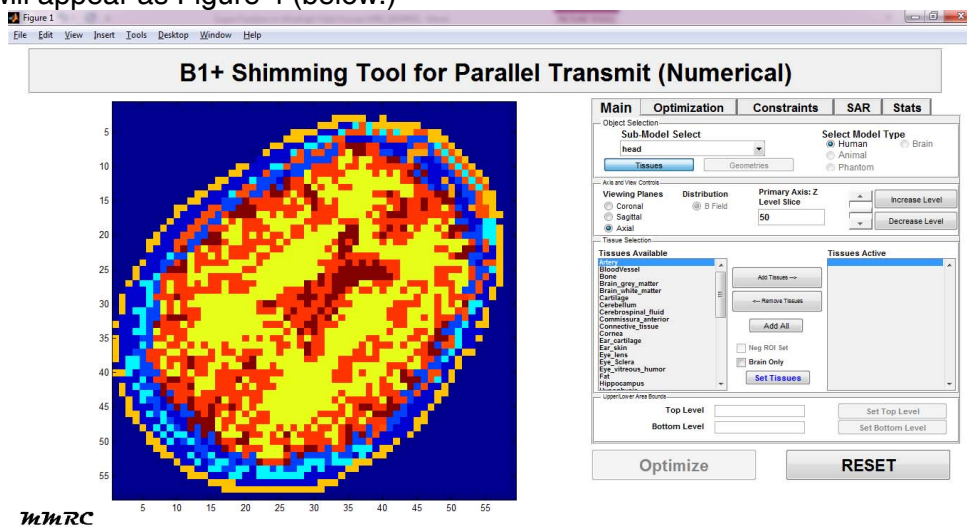 will appear as Figure 4 (below.)
Figure 1
File Edit View Insert Tools Desktop Window Help
B1+ Shimming Tool for Parallel Transmit (Numerical)
Main Optimization Constraints SAR Stats
Object Selection
Sub-Model Select
head
Tissues Geometries
Select Model Type
Human Brain
Animal
Phantom
Axis and View Controls
Viewing Planes Distribution Primary Axis: Z
Level Slice
Coronal B Field
Sagittal 50
Axial
Increase Level
Decrease Level
Tissue Selection
Tissues Available
Artery
BloodVessel
Bone
Brain_grey_matter
Brain_white_matter
Cartilage
Cerebellum
Cerebrospinal_fluid
Commissura_anterior
Connective_tissue
Cornea
Ear_cartilage
Ear_skin
Eye_lens
Eye_Sclera
Eye_vitreous_humor
Fat
Hippocampus
Add Tissues -->
<-- Remove Tissues
Add All
Neg ROI Set
Brain Only
Set Tissues
Tissues Active
Upper/Lower Area Bounds
Top Level Set Top Level
Bottom Level Set Bottom Level
Optimize RESET
5
10
15
20
25
30
35
40
45
50
55
5 10 15 20 25 30 35 40 45 50 55
MMRC